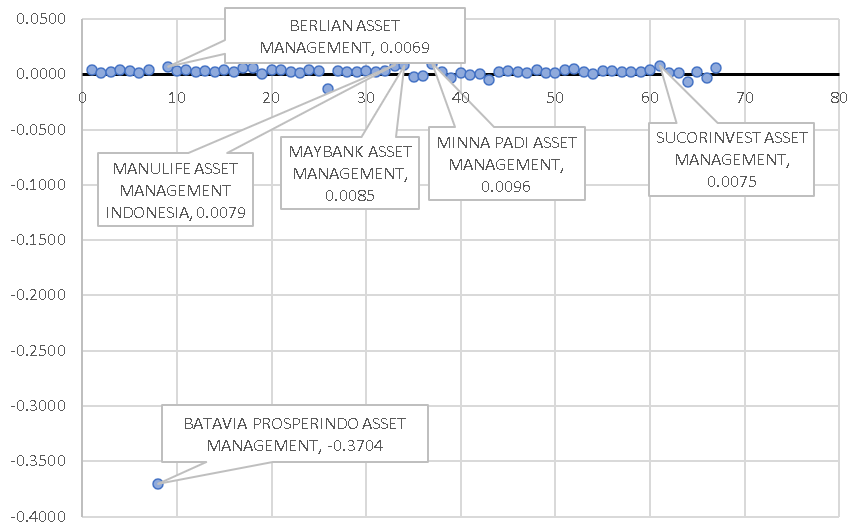 0.0500
BERLIAN ASSET
MANAGEMENT, 0.0069
0.0000
0 10 20 30 40 50 60 70 80
-0.0500
MANULIFE ASSET
MANAGEMENT
INDONESIA, 0.0079
MAYBANK ASSET
MANAGEMENT,
0.0085
MINNA PADI ASSET
MANAGEMENT,
0.0096
SUCORINVEST ASSET
MANAGEMENT,
0.0075
-0.1000
-0.1500
-0.2000
-0.2500
-0.3000
BATAVIA PROSPERINDO ASSET
MANAGEMENT, -0.3704
-0.3500
-0.4000